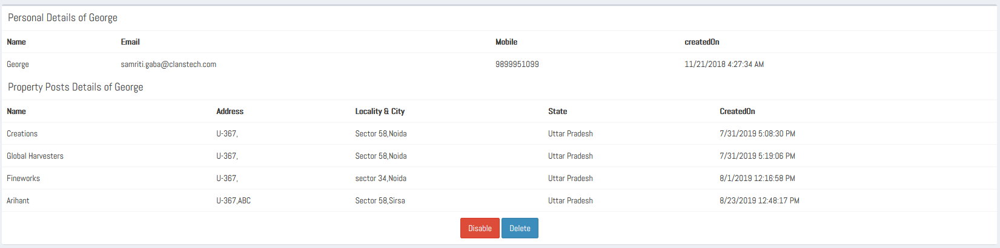 Personal Details of George
Name Email Mobile createdOn
George samriti.gaba@clanstech.com 9899951099 11/21/2018 4:27:34 AM
Property Posts Details of George
Name Address Locality & City State CreatedOn
Creations U-367, Sector 58,Noida Uttar Pradesh 7/31/2019 5:08:30 PM
Global Harvesters U-367, Sector 58,Noida Uttar Pradesh 7/31/2019 5:19:06 PM
Fineworks U-367, sector 34,Noida Uttar Pradesh 8/1/2019 12:16:58 PM
Arihant U-367,ABC Sector 58,Sirsa Uttar Pradesh 8/23/2019 12:48:17 PM
Disable Delete